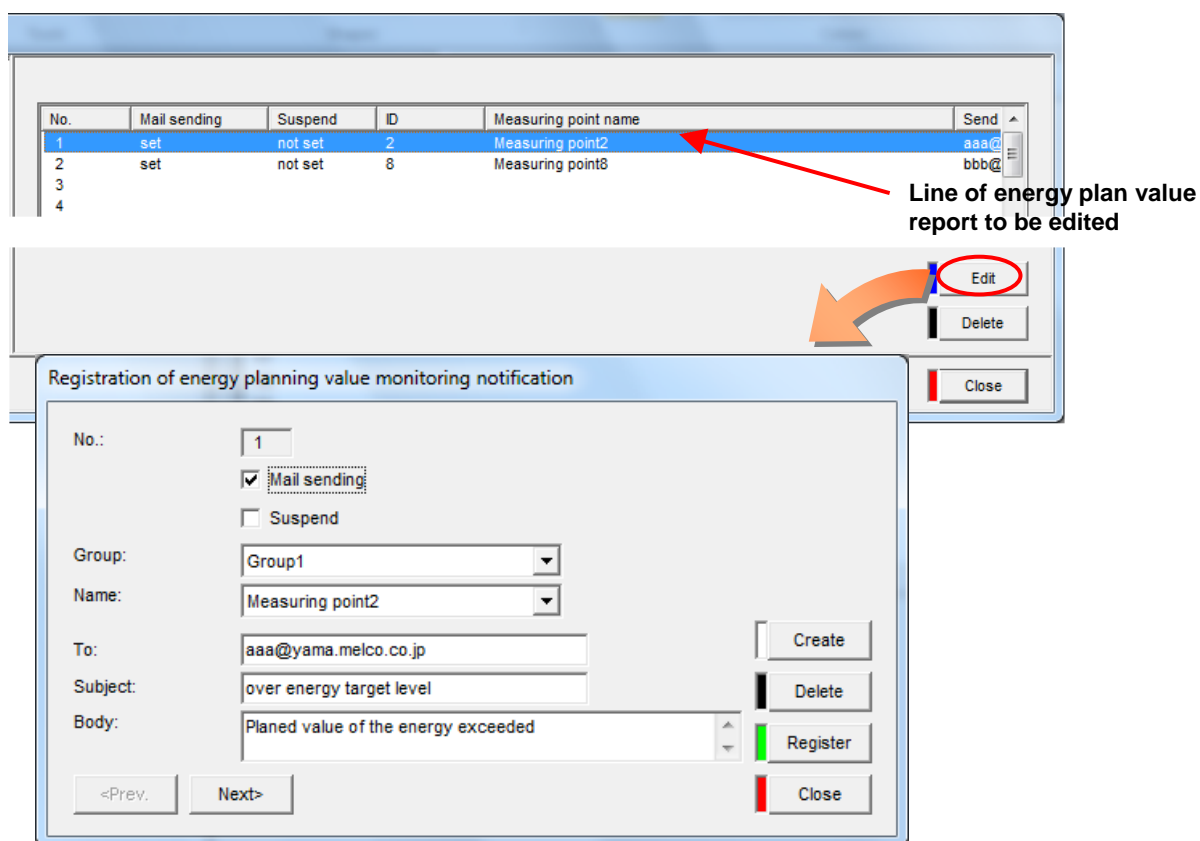 No. Mail sending Suspend ID Measuring point name Send
1 set not set 2 Measuring point2 aaa@
2 set not set 8 Measuring point8 bbb@
3
4
Line of energy plan value
report to be edited
Edit
Delete
Close
Registration of energy planning value monitoring notification
No.: 1
Mail sending
Suspend
Group: Group1
Name: Measuring point2
To: aaa@yama.melco.co.jp
Create
Subject: over energy target level
Delete
Body: Planed value of the energy exceeded
Register
<Prev. Next>
Close